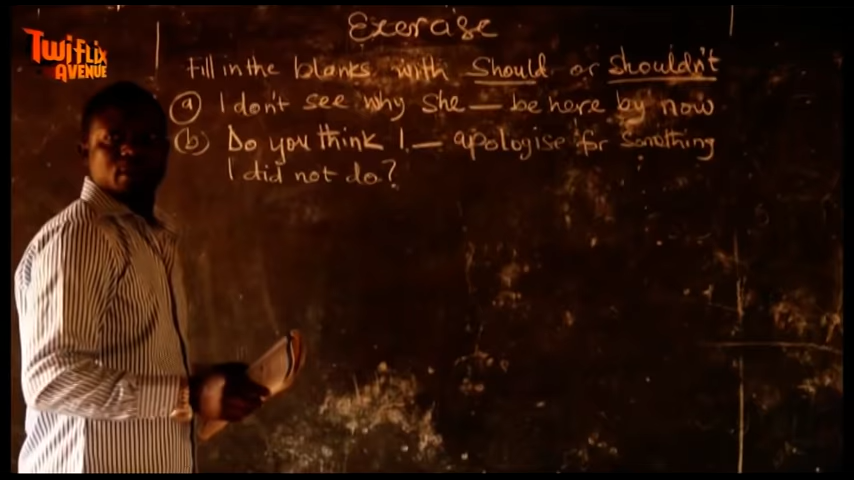 Twiflix
AVENUE
Exercise
Fill in the blanks with Should or shouldn't
(a) I don't see why she — be here by now
(b) Do you think I — apologise for something
I did not do?